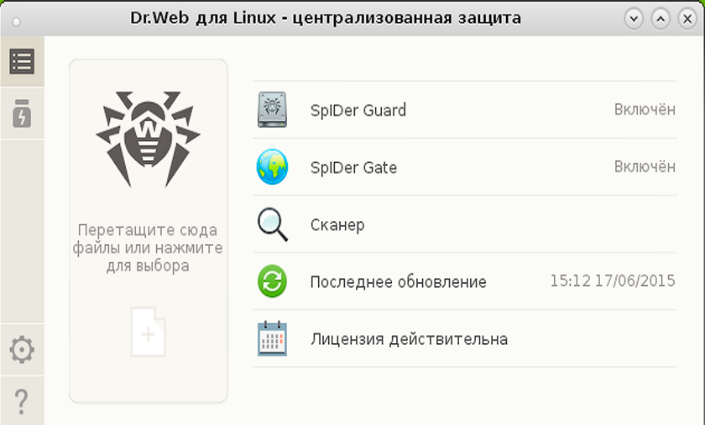 Dr.Web для Linux - централизованная защита
Перетащите сюда
файлы или нажмите
для выбора
SpIDer Guard Включён
SpIDer Gate Включён
Сканер
Последнее обновление 15:12 17/06/2015
Лицензия действительна